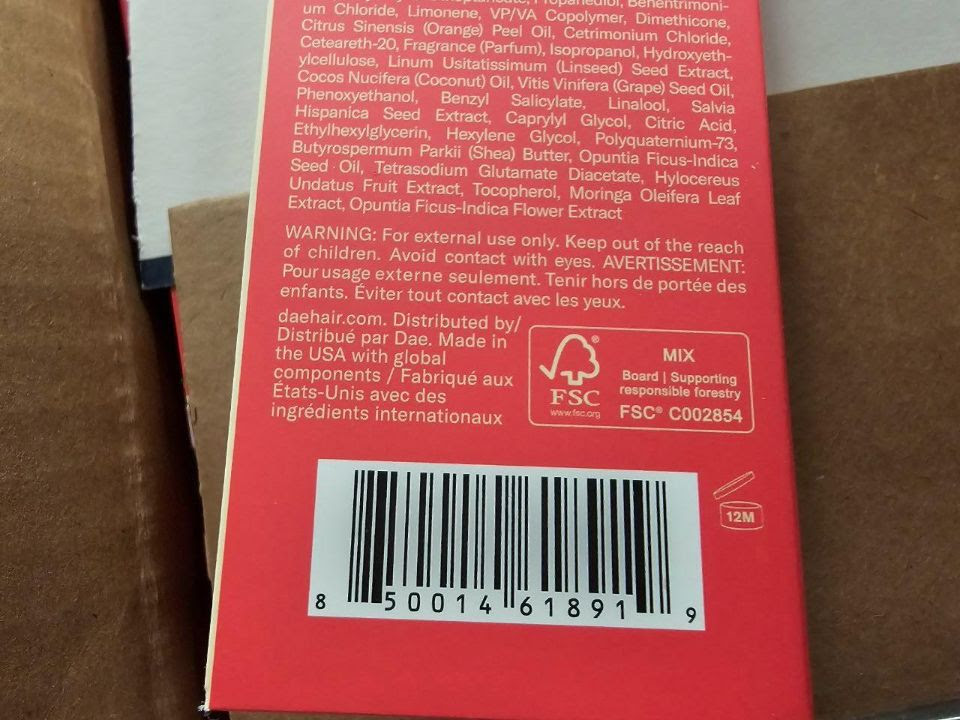 Propanediol, Behentrimoni-
um Chloride, Limonene, VP/VA Copolymer, Dimethicone,
Citrus Sinensis (Orange) Peel Oil, Cetrimonium Chloride,
Ceteareth-20, Fragrance (Parfum), Isopropanol, Hydroxyeth-
ylcellulose, Linum Usitatissimum (Linseed) Seed Extract,
Cocos Nucifera (Coconut) Oil, Vitis Vinifera (Grape) Seed Oil,
Phenoxyethanol, Benzyl Salicylate, Linalool, Salvia
Hispanica Seed Extract, Caprylyl Glycol, Citric Acid,
Ethylhexylglycerin, Hexylene Glycol, Polyquaternium-73,
Butyrospermum Parkii (Shea) Butter, Opuntia Ficus-Indica
Seed Oil, Tetrasodium Glutamate Diacetate, Hylocereus
Undatus Fruit Extract, Tocopherol, Moringa Oleifera Leaf
Extract, Opuntia Ficus-Indica Flower Extract
WARNING: For external use only. Keep out of the reach
of children. Avoid contact with eyes. AVERTISSEMENT:
Pour usage externe seulement. Tenir hors de portée des
enfants. Éviter tout contact avec les yeux.
daehair.com. Distributed by/
Distribué par Dae. Made in
the USA with global
components / Fabriqué aux
États-Unis avec des
ingrédients internationaux
®
FSC
www.fsc.org
MIX
Board | Supporting
responsible forestry
FSC® C002854
12M
8 50014 61891 9